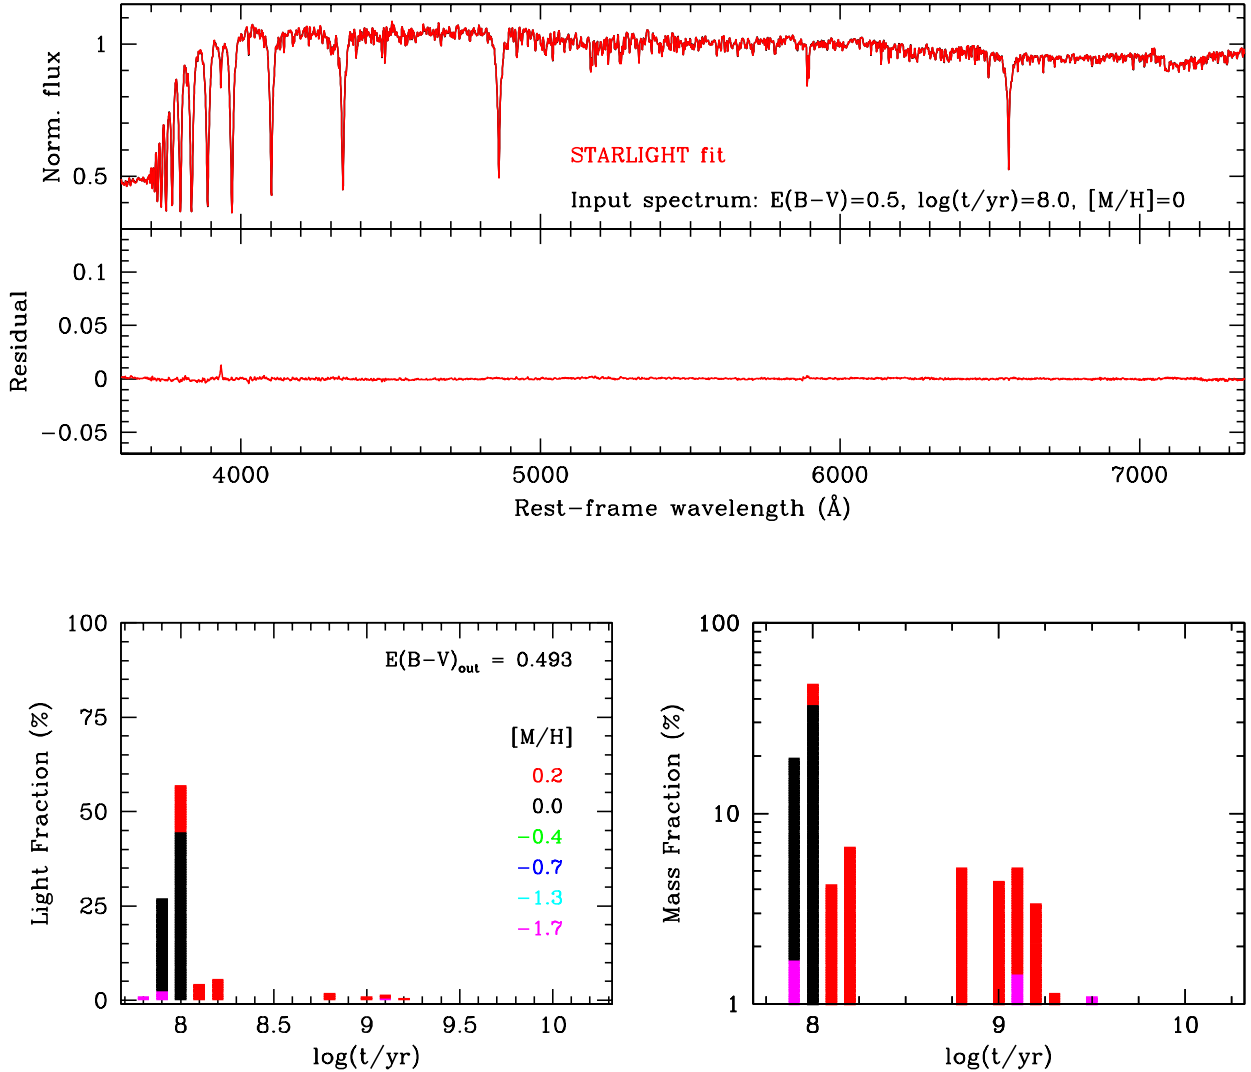 Norm. flux
1
0.5
STARLIGHT fit
Input spectrum: E(B−V)=0.5, log(t/yr)=8.0, [M/H]=0
Residual
0.1
0.05
0
−0.05
4000 5000 6000 7000
Rest−frame wavelength (Å)
Light Fraction (%)
100
75
50
25
0
E(B−V)out = 0.493
[M/H]
0.2
0.0
−0.4
−0.7
−1.3
−1.7
8 8.5 9 9.5 10
log(t/yr)
Mass Fraction (%)
100
10
1
8 9 10
log(t/yr)